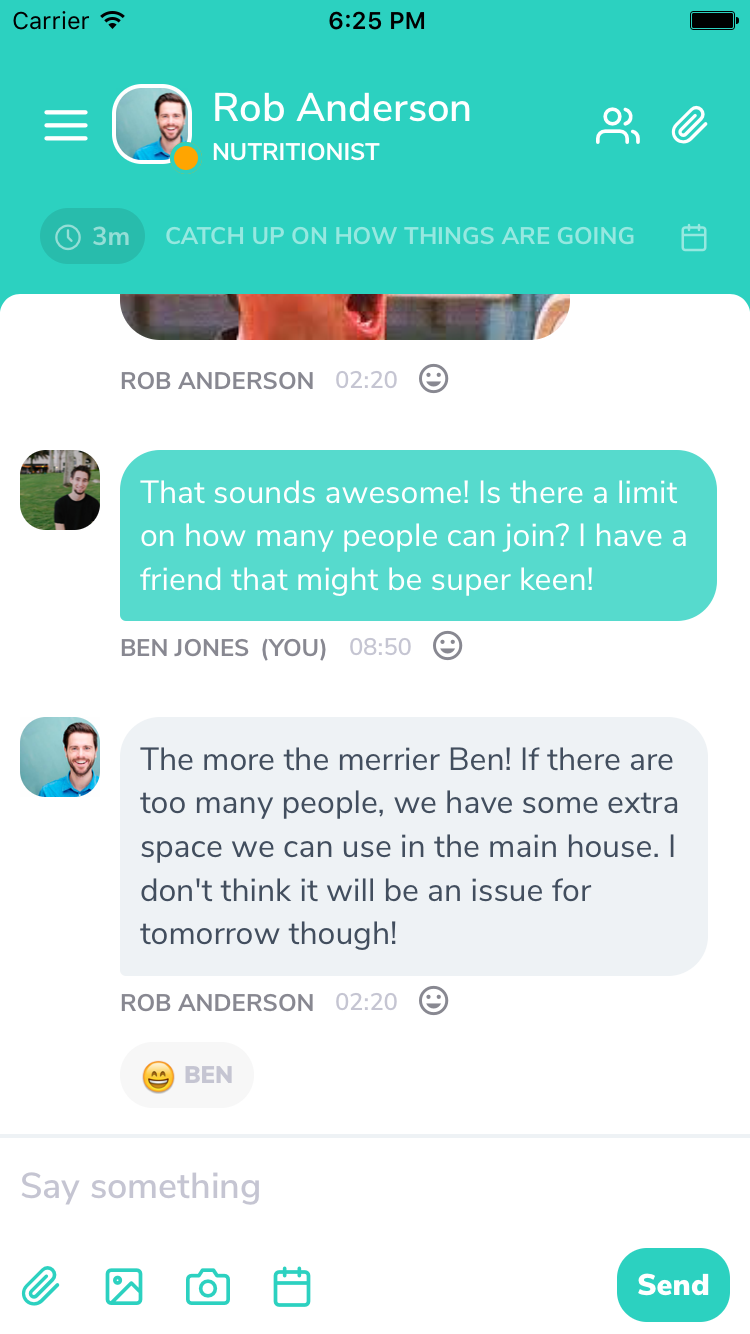 Carrier 6:25 PM
Rob Anderson
NUTRITIONIST
3m CATCH UP ON HOW THINGS ARE GOING
ROB ANDERSON 02:20
That sounds awesome! Is there a limit
on how many people can join? I have a
friend that might be super keen!
BEN JONES (YOU) 08:50
The more the merrier Ben! If there are
too many people, we have some extra
space we can use in the main house. I
don't think it will be an issue for
tomorrow though!
ROB ANDERSON 02:20
BEN
Say something
Send